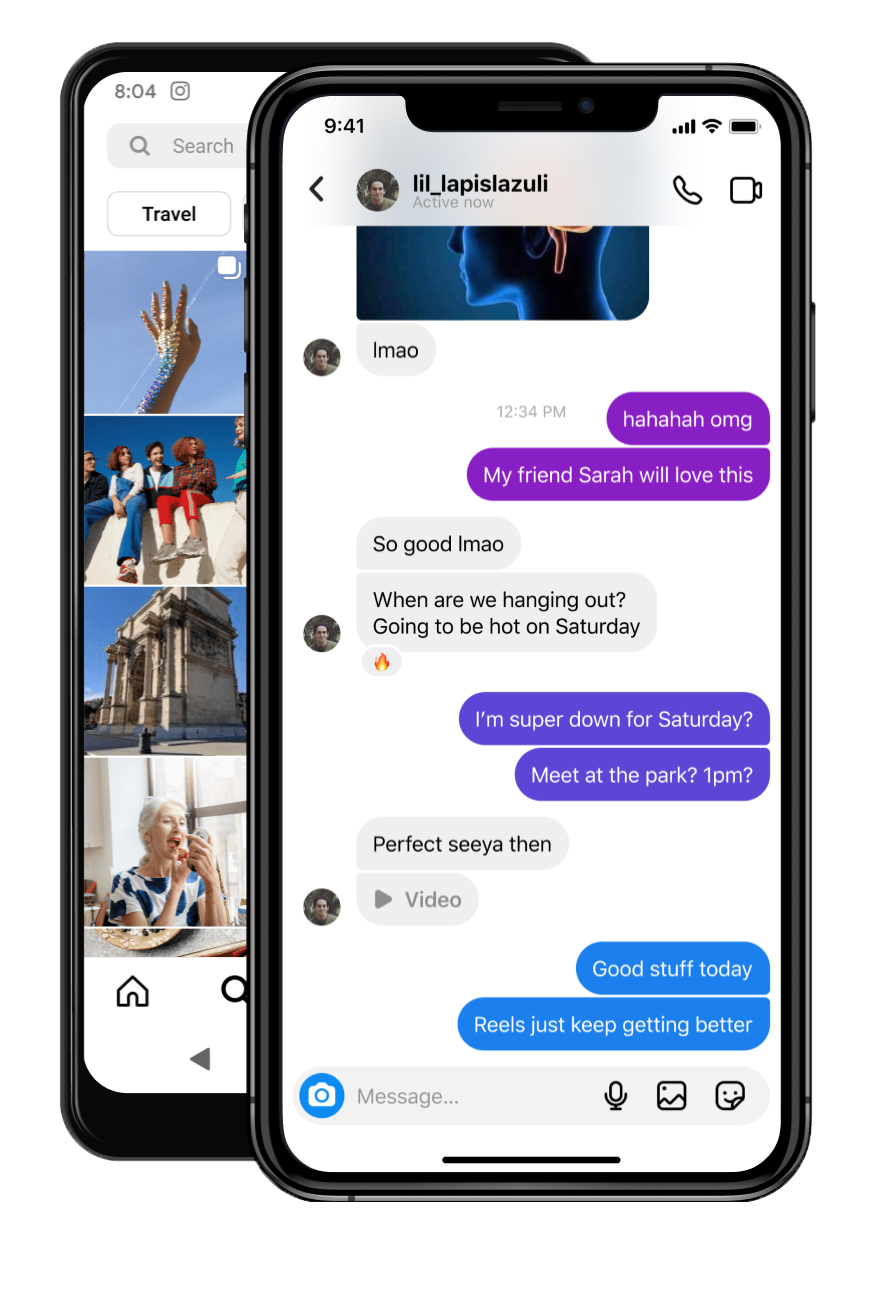 8:04
Search
Travel
9:41
lil_lapislazuli
Active now
lmao
12:34 PM
hahahah omg
My friend Sarah will love this
So good lmao
When are we hanging out?
Going to be hot on Saturday
I'm super down for Saturday?
Meet at the park? 1pm?
Perfect seeya then
Video
Good stuff today
Reels just keep getting better
Message...